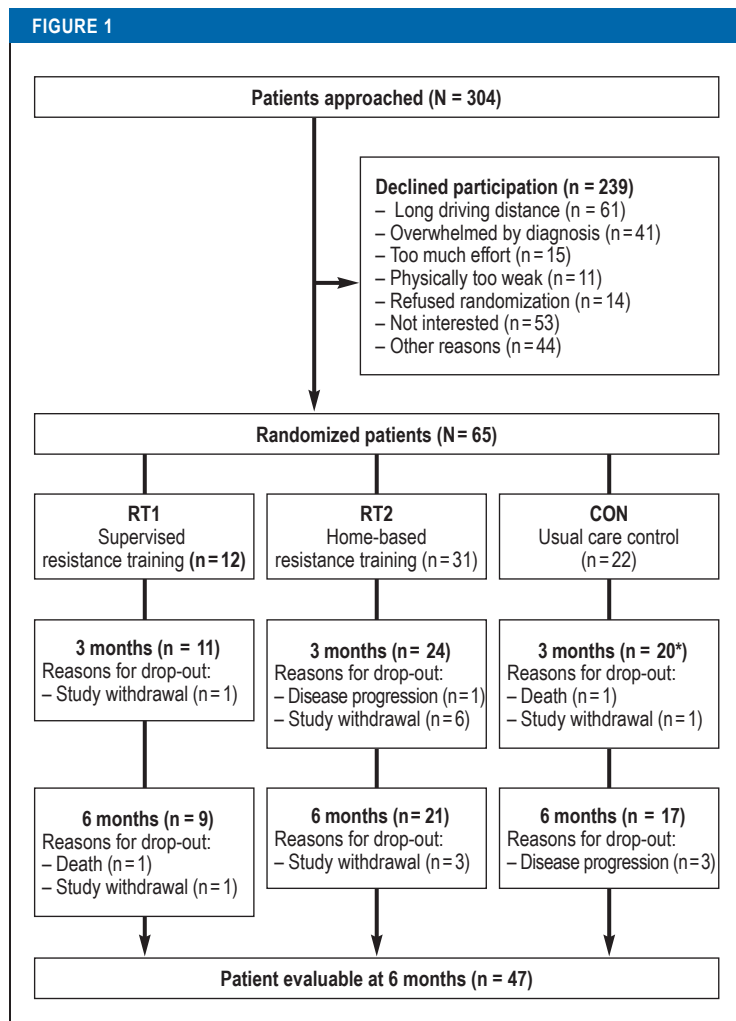 FIGURE 1
Patients approached (N = 304)
Declined participation (n = 239)
– Long driving distance (n = 61)
– Overwhelmed by diagnosis (n = 41)
– Too much effort (n = 15)
– Physically too weak (n = 11)
– Refused randomization (n = 14)
– Not interested (n = 53)
– Other reasons (n = 44)
Randomized patients (N = 65)
RT1
Supervised
resistance training (n = 12)
RT2
Home-based
resistance training (n = 31)
CON
Usual care control
(n = 22)
3 months (n = 11)
Reasons for drop-out:
– Study withdrawal (n = 1)
3 months (n = 24)
Reasons for drop-out:
– Disease progression (n = 1)
– Study withdrawal (n = 6)
3 months (n = 20*)
Reasons for drop-out:
– Death (n = 1)
– Study withdrawal (n = 1)
6 months (n = 9)
Reasons for drop-out:
– Death (n = 1)
– Study withdrawal (n = 1)
6 months (n = 21)
Reasons for drop-out:
– Study withdrawal (n = 3)
6 months (n = 17)
Reasons for drop-out:
– Disease progression (n = 3)
Patient evaluable at 6 months (n = 47)